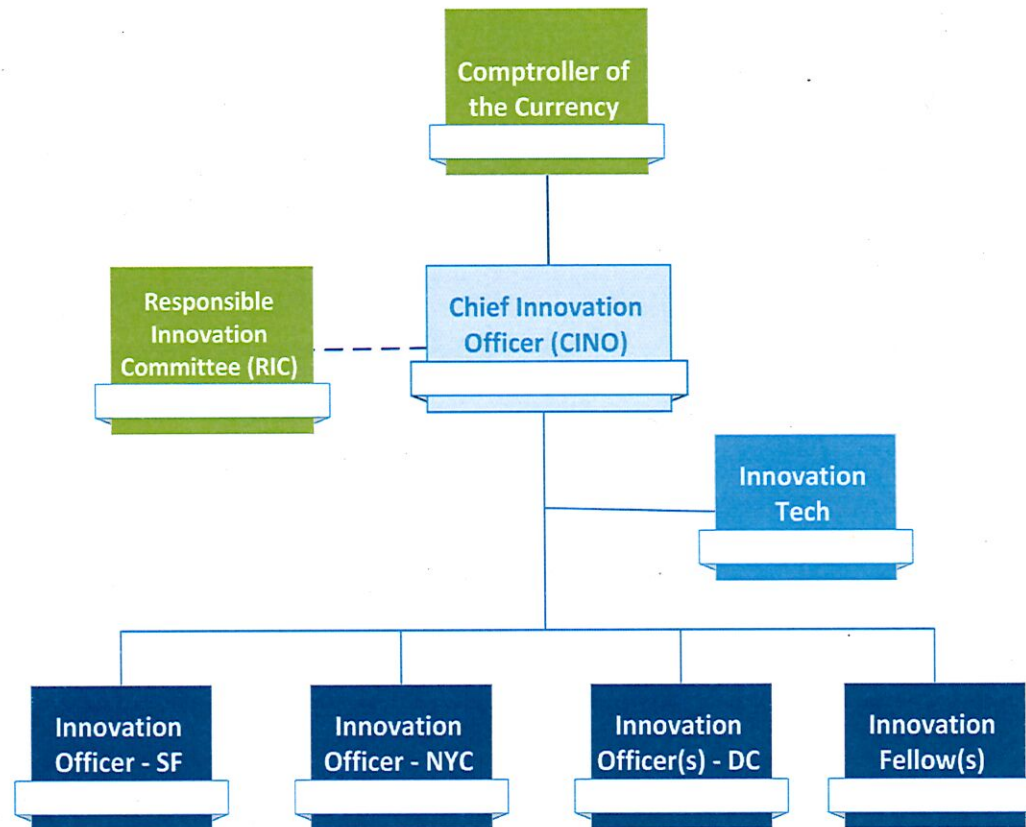 Comptroller of
the Currency
Responsible
Innovation
Committee (RIC)
Chief Innovation
Officer (CINO)
Innovation
Tech
Innovation
Officer - SF
Innovation
Officer - NYC
Innovation
Officer(s) - DC
Innovation
Fellow(s)